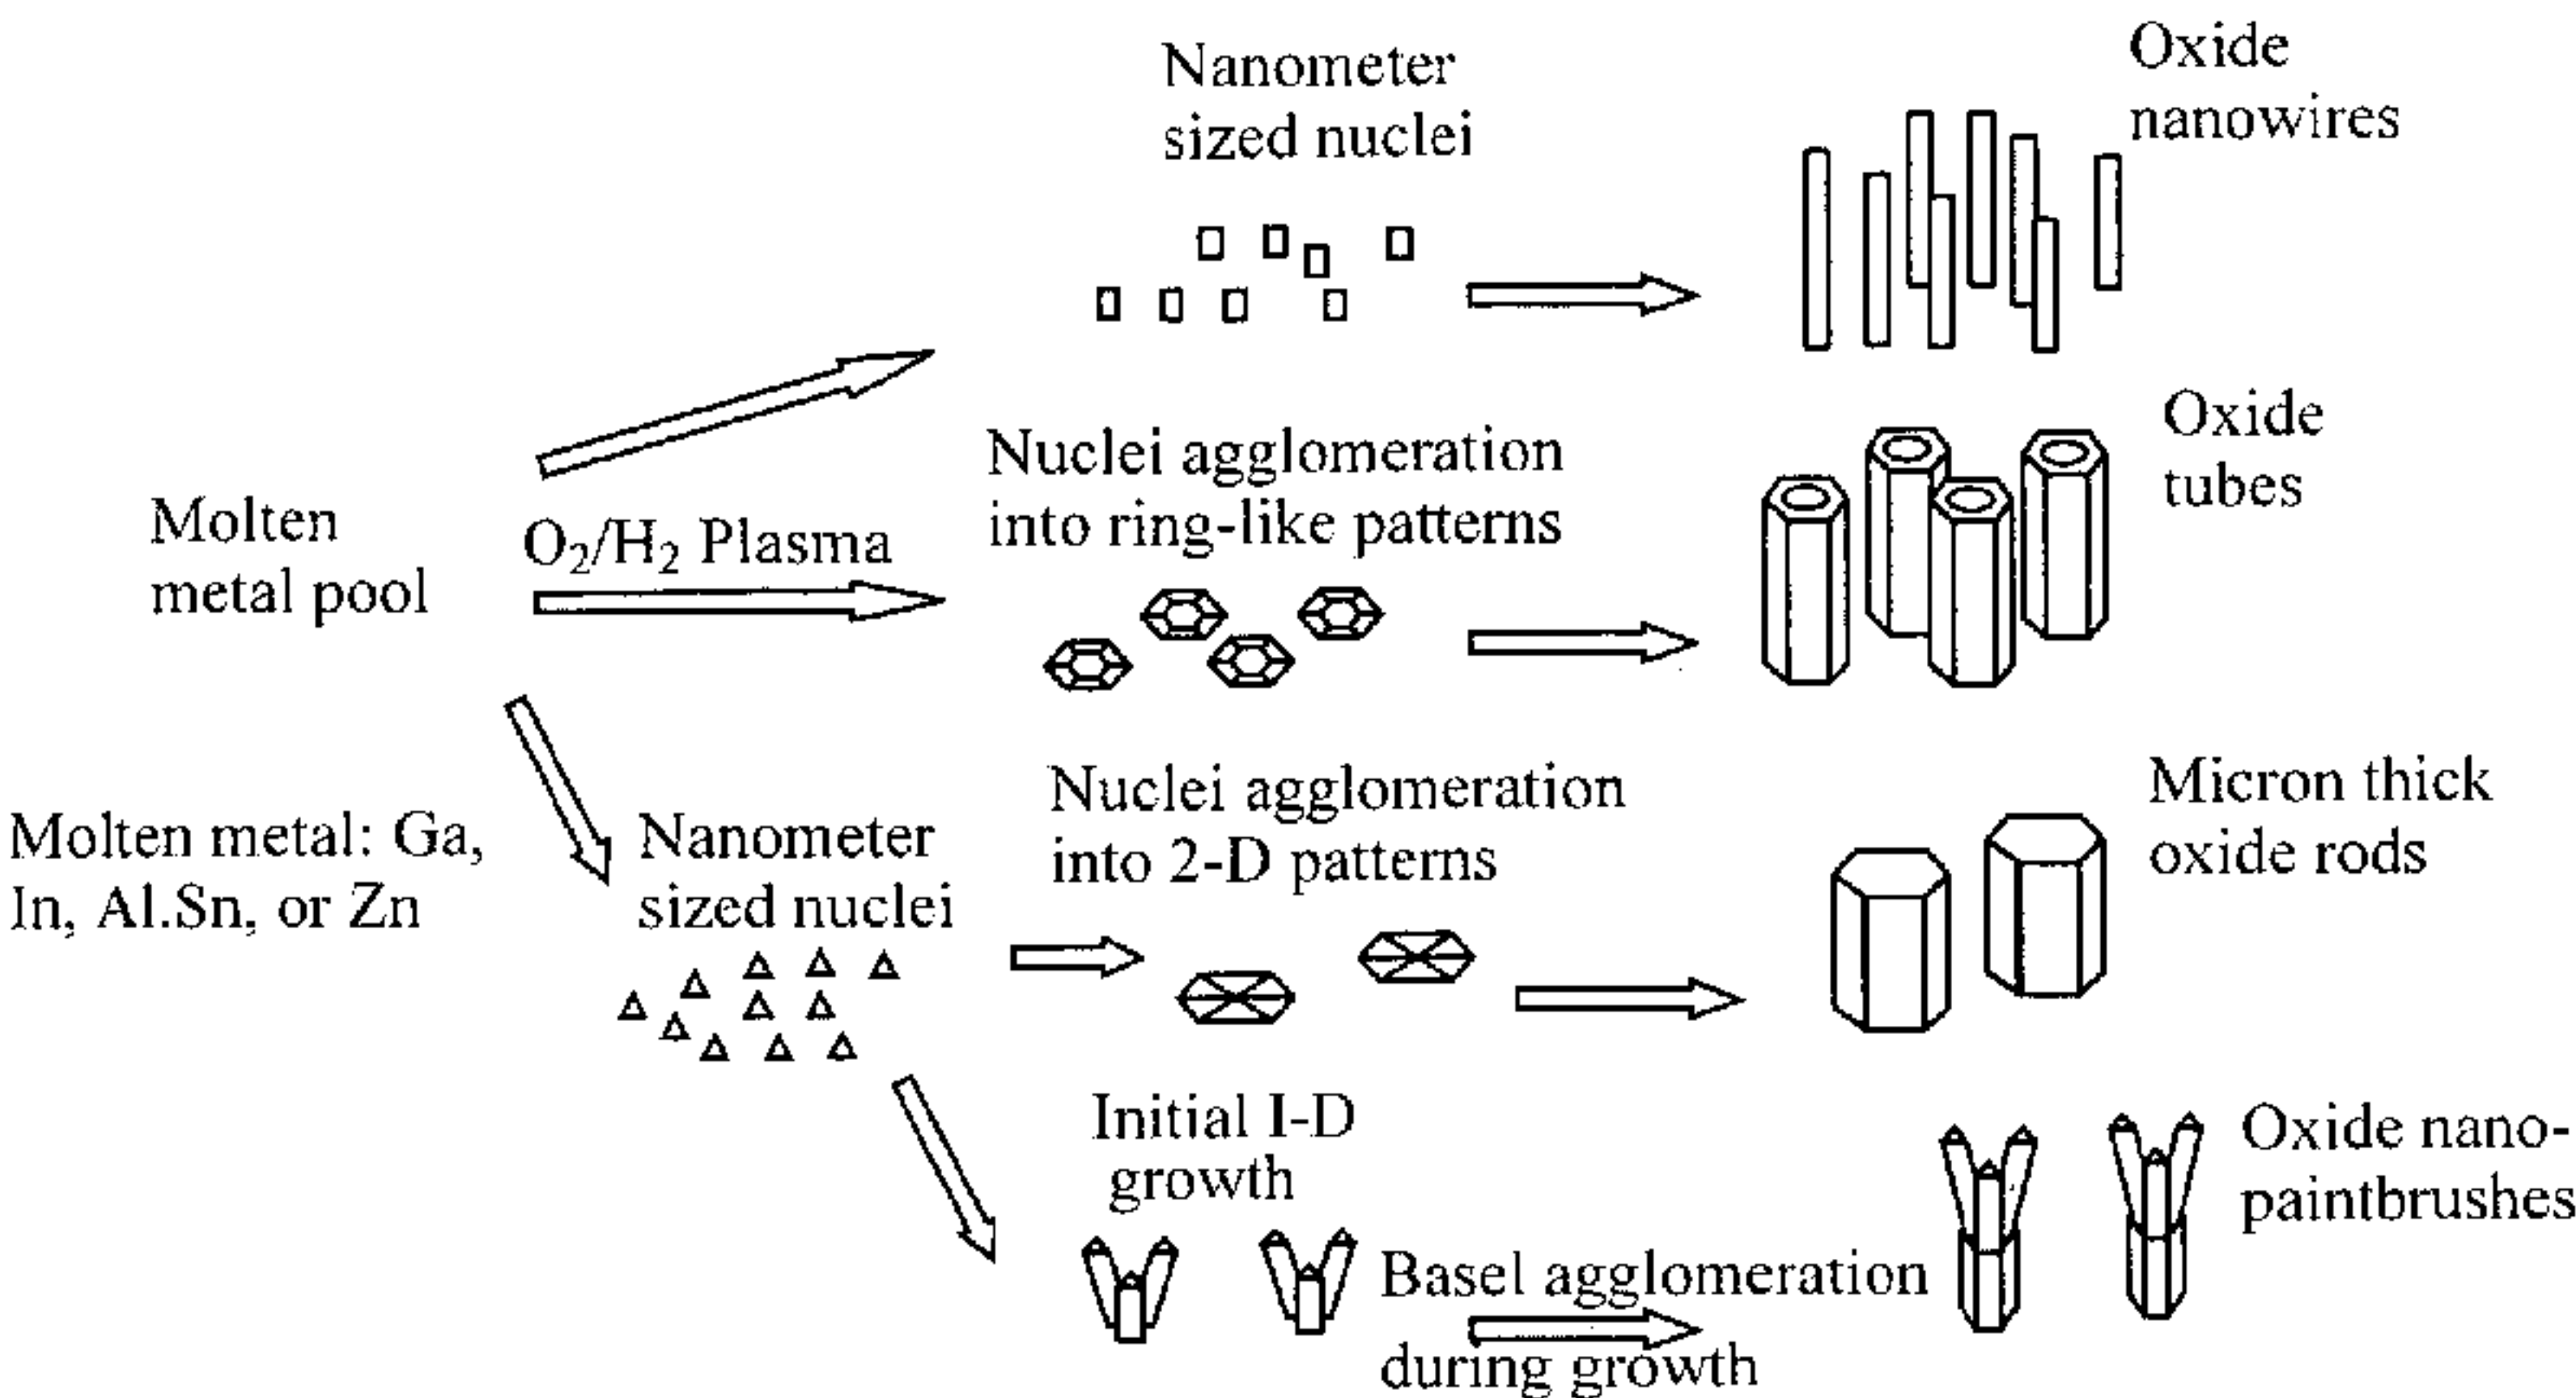 Nanometer
sized nuclei
Oxide
nanowires
Nuclei agglomeration
into ring-like patterns
Oxide
tubes
Molten
metal pool
O₂/H₂ Plasma
Molten metal: Ga,
In, Al.Sn, or Zn
Nanometer
sized nuclei
Nuclei agglomeration
into 2-D patterns
Micron thick
oxide rods
Initial I-D
growth
Basel agglomeration
during growth
Oxide nano-
paintbrushes